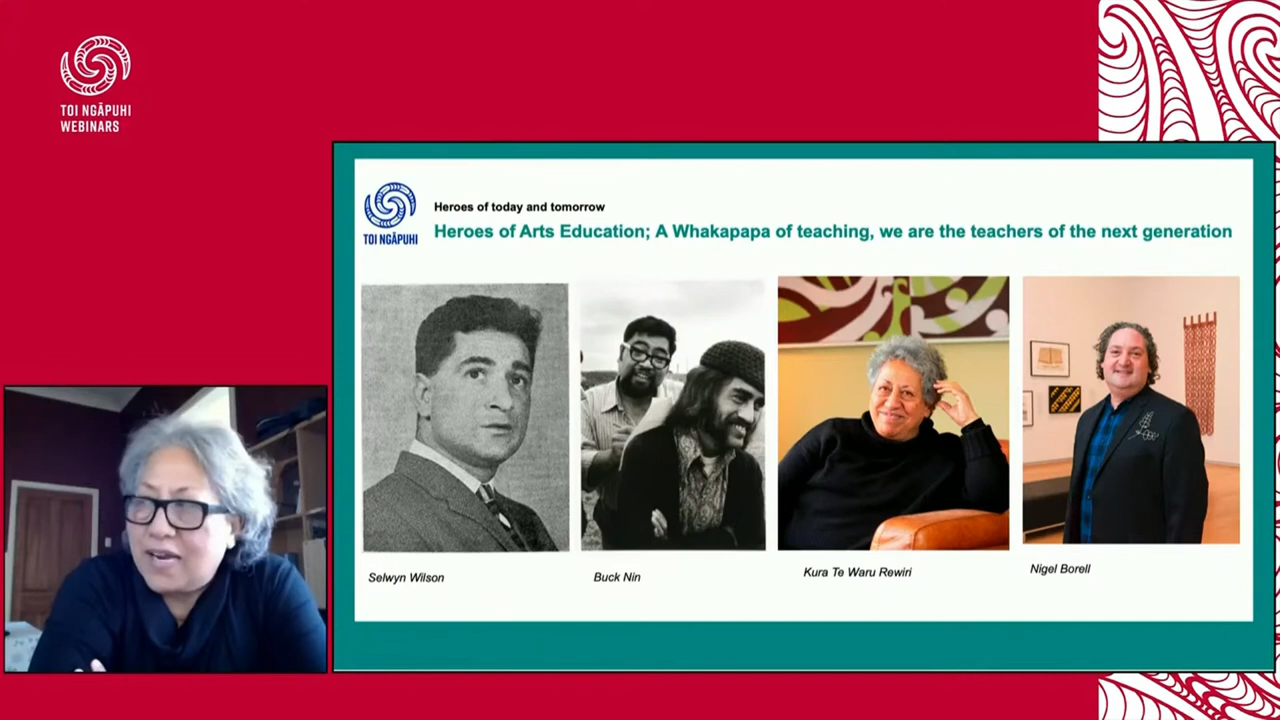 TOI NGĀPUHI
WEBINARS
TOI NGĀPUHI
Heroes of today and tomorrow
Heroes of Arts Education; A Whakapapa of teaching, we are the teachers of the next generation
Selwyn Wilson
Buck Nin
Kura Te Waru Rewiri
Nigel Borell